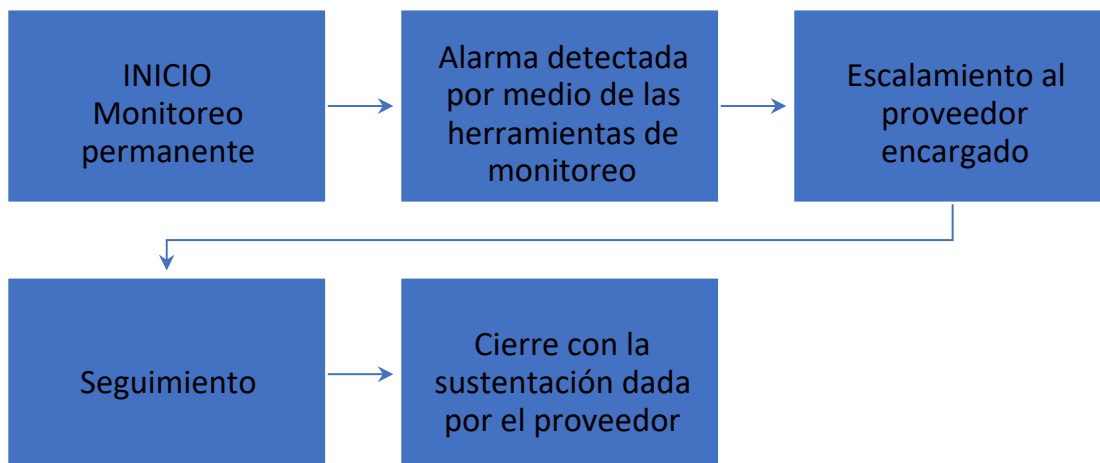 INICIO
Monitoreo
permanente
Alarma detectada
por medio de las
herramientas de
monitoreo
Escalamiento al
proveedor
encargado
Seguimiento
Cierre con la
sustentación dada
por el proveedor